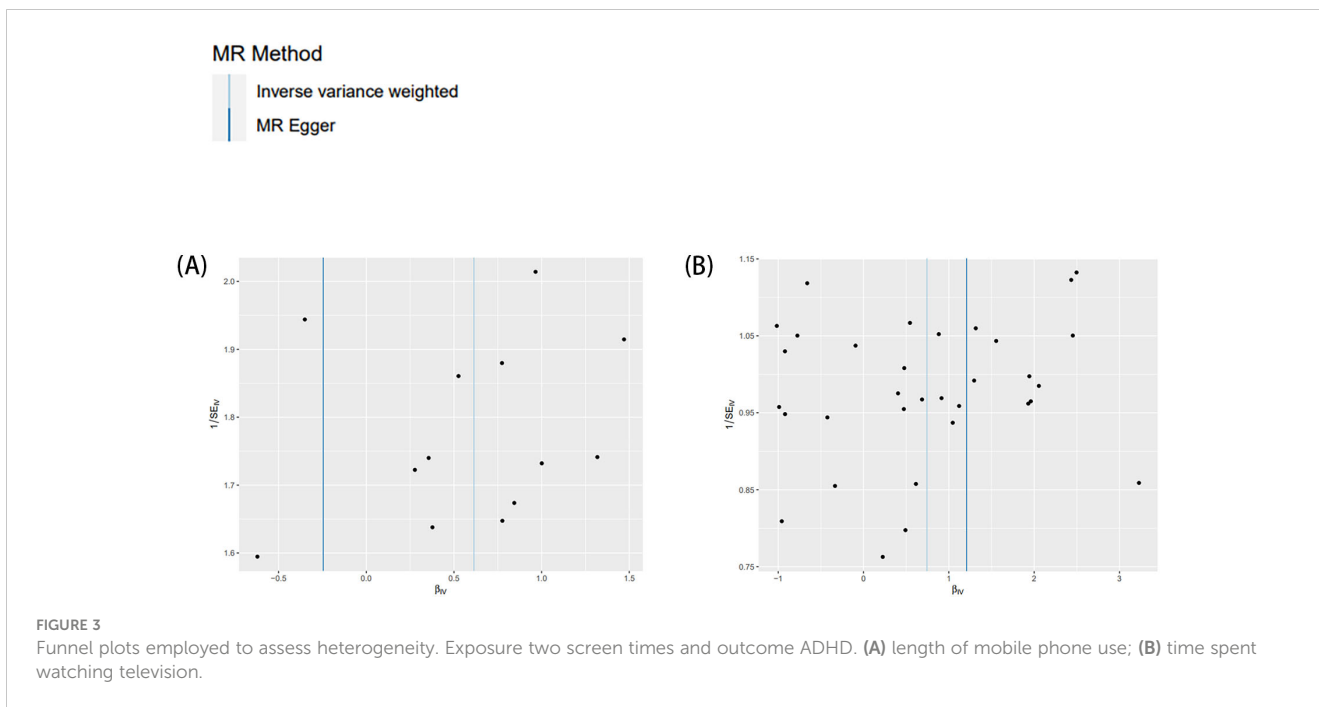 MR Method
Inverse variance weighted
MR Egger
(A)
2.0
1.9
1.8
1.7
1.6
1/SE_IV
−0.5 0.0 0.5 1.0 1.5
β_IV
(B)
1.15
1.05
0.95
0.85
0.75
1/SE_IV
−1 0 1 2 3
β_IV
FIGURE 3
Funnel plots employed to assess heterogeneity. Exposure two screen times and outcome ADHD. (A) length of mobile phone use; (B) time spent
watching television.